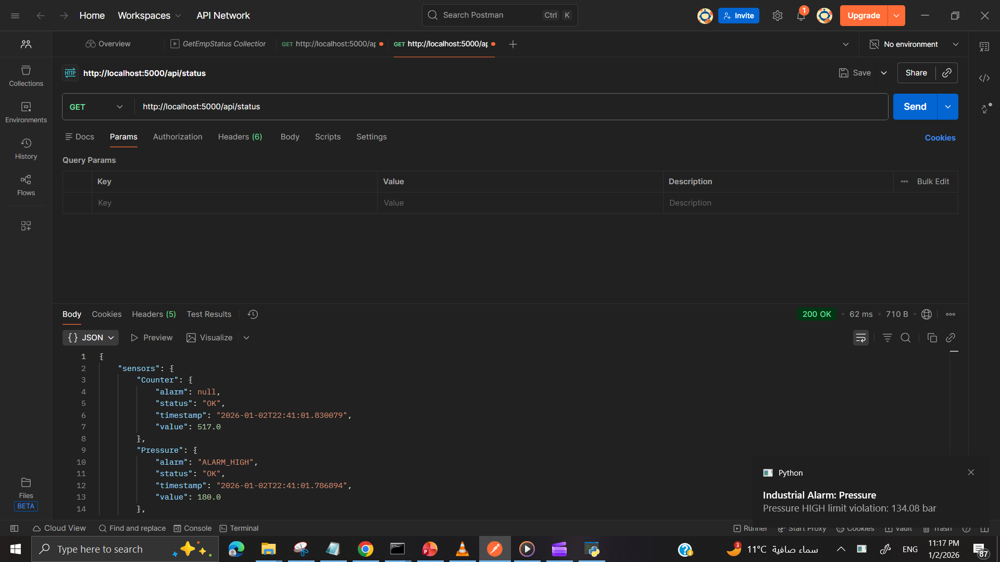 Home Workspaces API Network Search Postman Ctrl K Invite 1 Upgrade
Overview GetEmpStatus Collection GET http://localhost:5000/ap GET http://localhost:5000/ap No environment
HTTP http://localhost:5000/api/status Save Share
Collections
GET http://localhost:5000/api/status Send
Environments
Docs Params Authorization Headers (6) Body Scripts Settings Cookies
History
Query Params
Key Value Description Bulk Edit
Flows
Key Value Description
Body Cookies Headers (5) Test Results 200 OK 62 ms 710 B
{} JSON Preview Visualize
1 {
2 "sensors": {
3 "Counter": {
4 "alarm": null,
5 "status": "OK",
6 "timestamp": "2026-01-02T22:41:01.830079",
7 "value": 517.0
8 },
9 "Pressure": {
10 "alarm": "ALARM_HIGH",
11 "status": "OK",
12 "timestamp": "2026-01-02T22:41:01.786894",
13 "value": 180.0
14 },
Files
BETA
Python
Industrial Alarm: Pressure
Pressure HIGH limit violation: 134.08 bar
Cloud View Find and replace Console Terminal Runner Start Proxy Cookies Vault Trash
Type here to search 3 11°C سماء صافية ENG 11:17 PM
1/2/2026 87